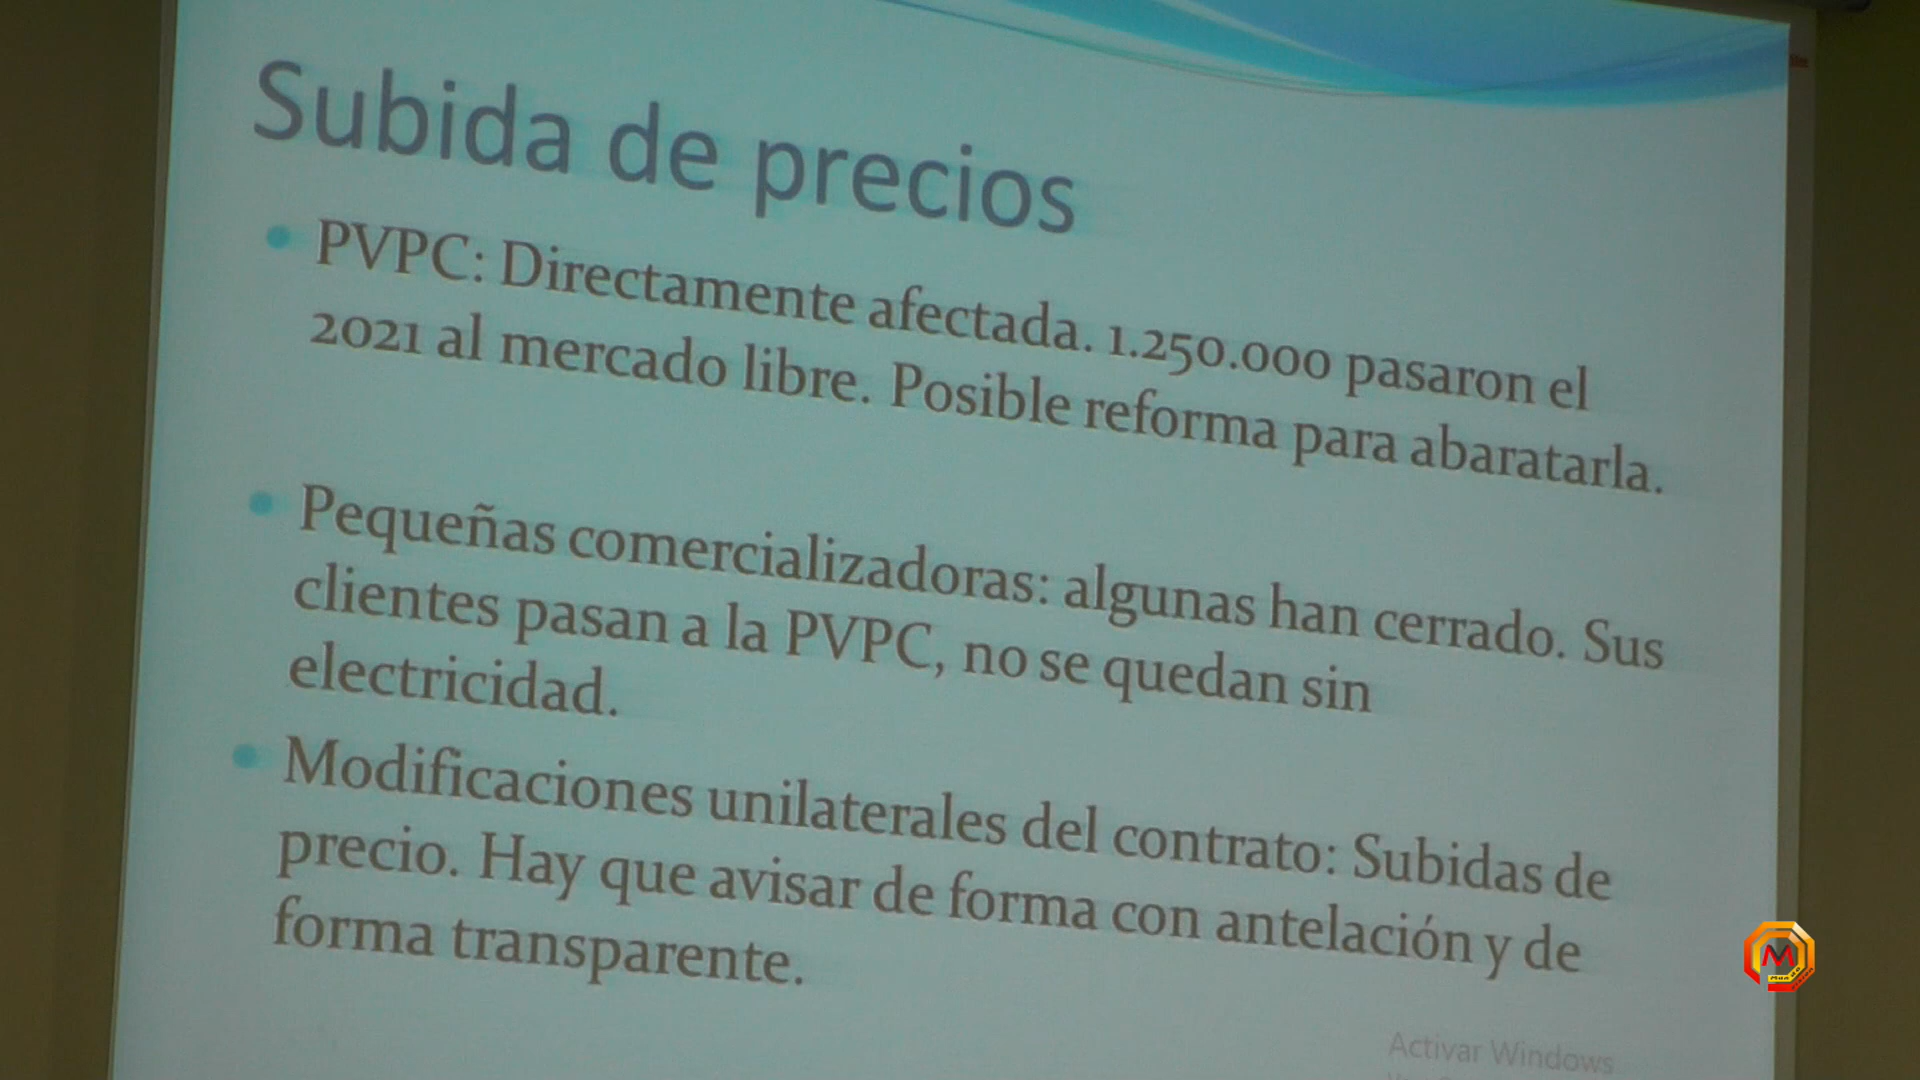 Subida de precios
PVPC: Directamente afectada. 1.250.000 pasaron el
2021 al mercado libre. Posible reforma para abaratarla.
Pequeñas comercializadoras: algunas han cerrado. Sus
clientes pasan a la PVPC, no se quedan sin
electricidad.
Modificaciones unilaterales del contrato: Subidas de
precio. Hay que avisar de forma con antelación y de
forma transparente.
M
Activar Windows